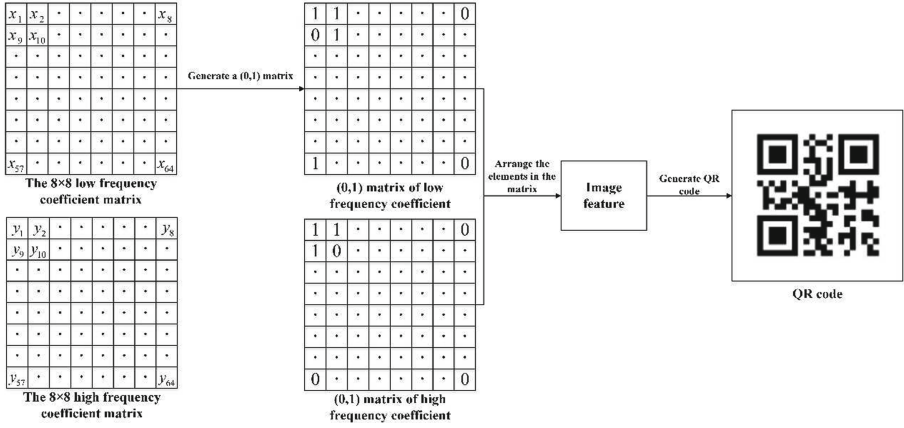 x1 x2 · · · · · x8
x9 x10 · · · · · ·
· · · · · · · ·
· · · · · · · ·
· · · · · · · ·
· · · · · · · ·
· · · · · · · ·
x57 · · · · · · x64
The 8×8 low frequency
coefficient matrix
Generate a (0,1) matrix
1 1 · · · · · 0
0 1 · · · · · ·
· · · · · · · ·
· · · · · · · ·
· · · · · · · ·
· · · · · · · ·
· · · · · · · ·
1 · · · · · · 0
(0,1) matrix of low
frequency coefficient
y1 y2 · · · · · y8
y9 y10 · · · · · ·
· · · · · · · ·
· · · · · · · ·
· · · · · · · ·
· · · · · · · ·
· · · · · · · ·
y57 · · · · · · y64
The 8×8 high frequency
coefficient matrix
1 1 · · · · · 0
1 0 · · · · · ·
· · · · · · · ·
· · · · · · · ·
· · · · · · · ·
· · · · · · · ·
· · · · · · · ·
0 · · · · · · 0
(0,1) matrix of high
frequency coefficient
Arrange the
elements in the
matrix
Image
feature
Generate QR
code
QR code